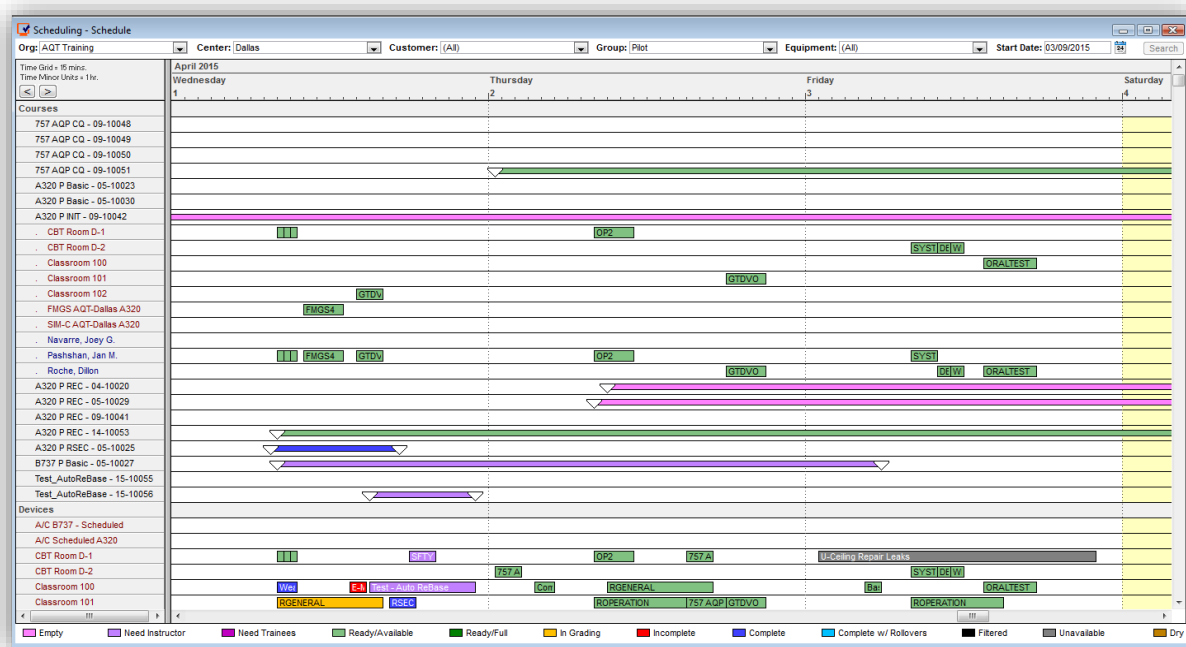 Scheduling - Schedule
Org: AQT Training Center: Dallas Customer: (All) Group: Pilot Equipment: (All) Start Date: 03/09/2015 24 Search
Time Grid = 15 mins.
Time Minor Units = 1hr.
< >
April 2015
Wednesday Thursday Friday Saturday
1 2 3 4
Courses
757 AQP CQ - 09-10048
757 AQP CQ - 09-10049
757 AQP CQ - 09-10050
757 AQP CQ - 09-10051
A320 P Basic - 05-10023
A320 P Basic - 05-10030
A320 P INIT - 09-10042
. CBT Room D-1 OP2
. CBT Room D-2 SYST DE W
. Classroom 100 ORALTEST
. Classroom 101 GTDVO
. Classroom 102 GTDV
. FMGS AQT-Dallas A320 FMGS4
. SIM-C AQT-Dallas A320
. Navarre, Joey G.
. Pashshan, Jan M. FMGS4 GTDV OP2 SYST
. Roche, Dillon GTDVO DE W ORALTEST
A320 P REC - 04-10020
A320 P REC - 05-10029
A320 P REC - 09-10041
A320 P REC - 14-10053
A320 P RSEC - 05-10025
B737 P Basic - 05-10027
Test_AutoReBase - 15-10055
Test_AutoReBase - 15-10056
Devices
A/C B737 - Scheduled
A/C Scheduled A320
CBT Room D-1 SFTY OP2 757 A U-Ceiling Repair Leaks
CBT Room D-2 757 A SYST DE W
Classroom 100 Test - Auto ReBase Com RGENERAL Bas ORALTEST
Classroom 101 RGENERAL RSEC ROPERATION 757 AQP GTDVO ROPERATION
Empty Need Instructor Need Trainees Ready/Available Ready/Full In Grading Incomplete Complete Complete w/ Rollovers Filtered Unavailable Dry